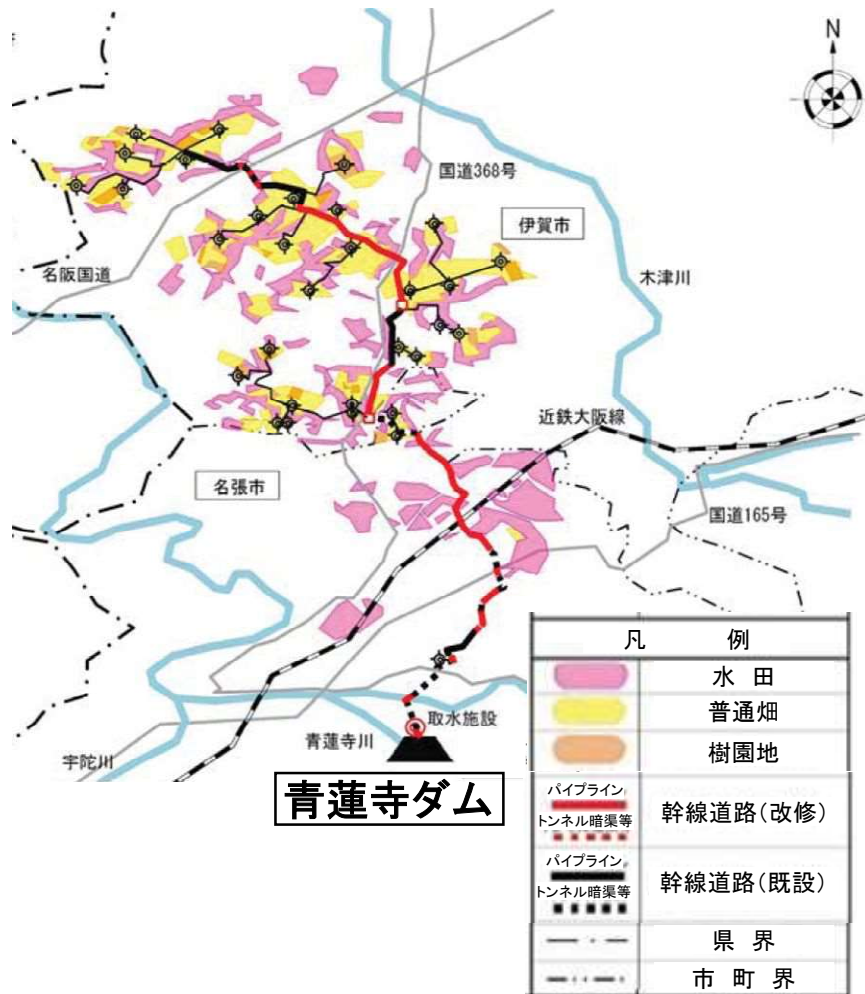 N
国道368号
伊賀市
名阪国道
木津川
近鉄大阪線
名張市
国道165号
取水施設
青蓮寺川
宇陀川
青蓮寺ダム
凡 例
水 田
普通畑
樹園地
パイプライン
トンネル暗渠等
幹線道路(改修)
パイプライン
トンネル暗渠等
幹線道路(既設)
県 界
市 町 界